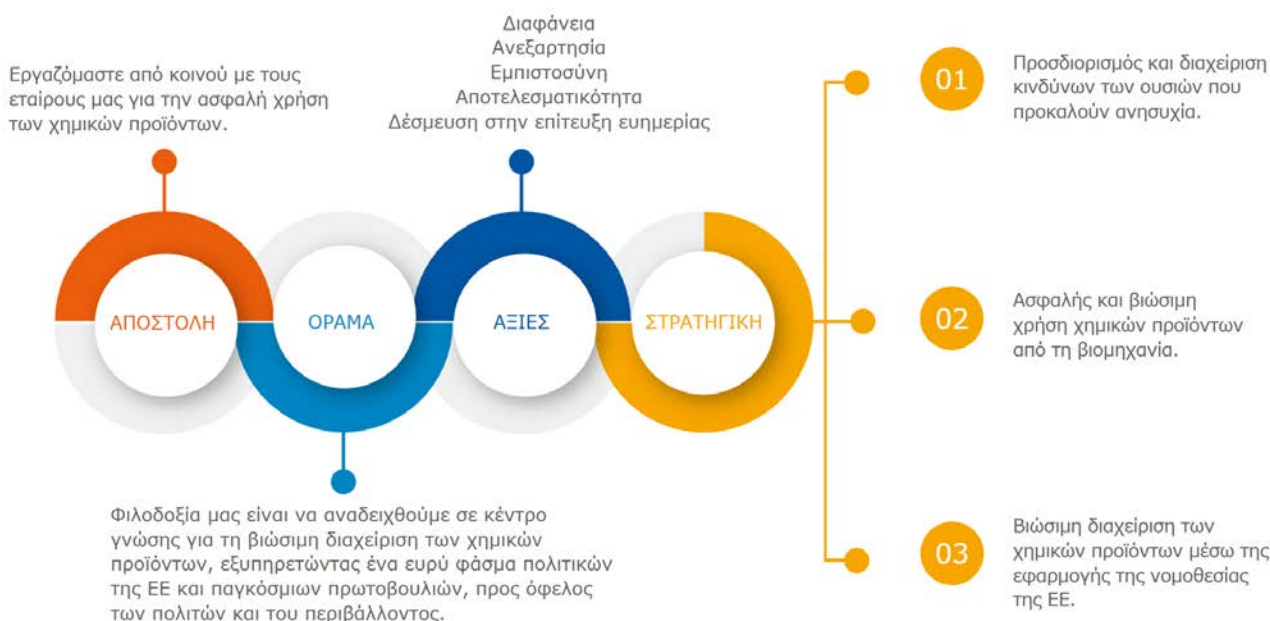 Εργαζόμαστε από κοινού με τους
εταίρους μας για την ασφαλή χρήση
των χημικών προϊόντων.
ΑΠΟΣΤΟΛΗ
ΟΡΑΜΑ
Φιλοδοξία μας είναι να αναδειχθούμε σε κέντρο
γνώσης για τη βιώσιμη διαχείριση των χημικών
προϊόντων, εξυπηρετώντας ένα ευρύ φάσμα πολιτικών
της ΕΕ και παγκόσμιων πρωτοβουλιών, προς όφελος
των πολιτών και του περιβάλλοντος.
Διαφάνεια
Ανεξαρτησία
Εμπιστοσύνη
Αποτελεσματικότητα
Δέσμευση στην επίτευξη ευημερίας
ΑΞΙΕΣ
ΣΤΡΑΤΗΓΙΚΗ
01
Προσδιορισμός και διαχείριση
κινδύνων των ουσιών που
προκαλούν ανησυχία.
02
Ασφαλής και βιώσιμη
χρήση χημικών προϊόντων
από τη βιομηχανία.
03
Βιώσιμη διαχείριση των
χημικών προϊόντων μέσω της
εφαρμογής της νομοθεσίας
της ΕΕ.